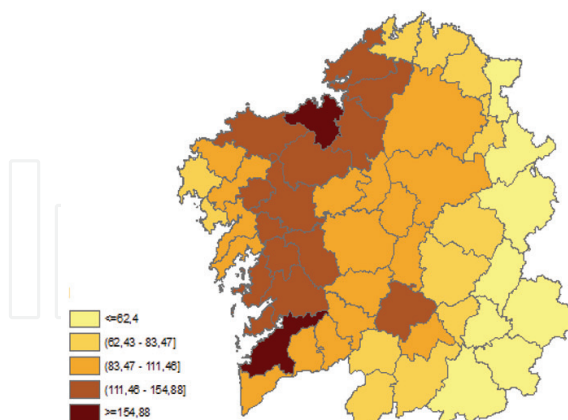 <=62,4
(62,43 - 83,47]
(83,47 - 111,46]
(111,46 - 154,88]
>=154,88